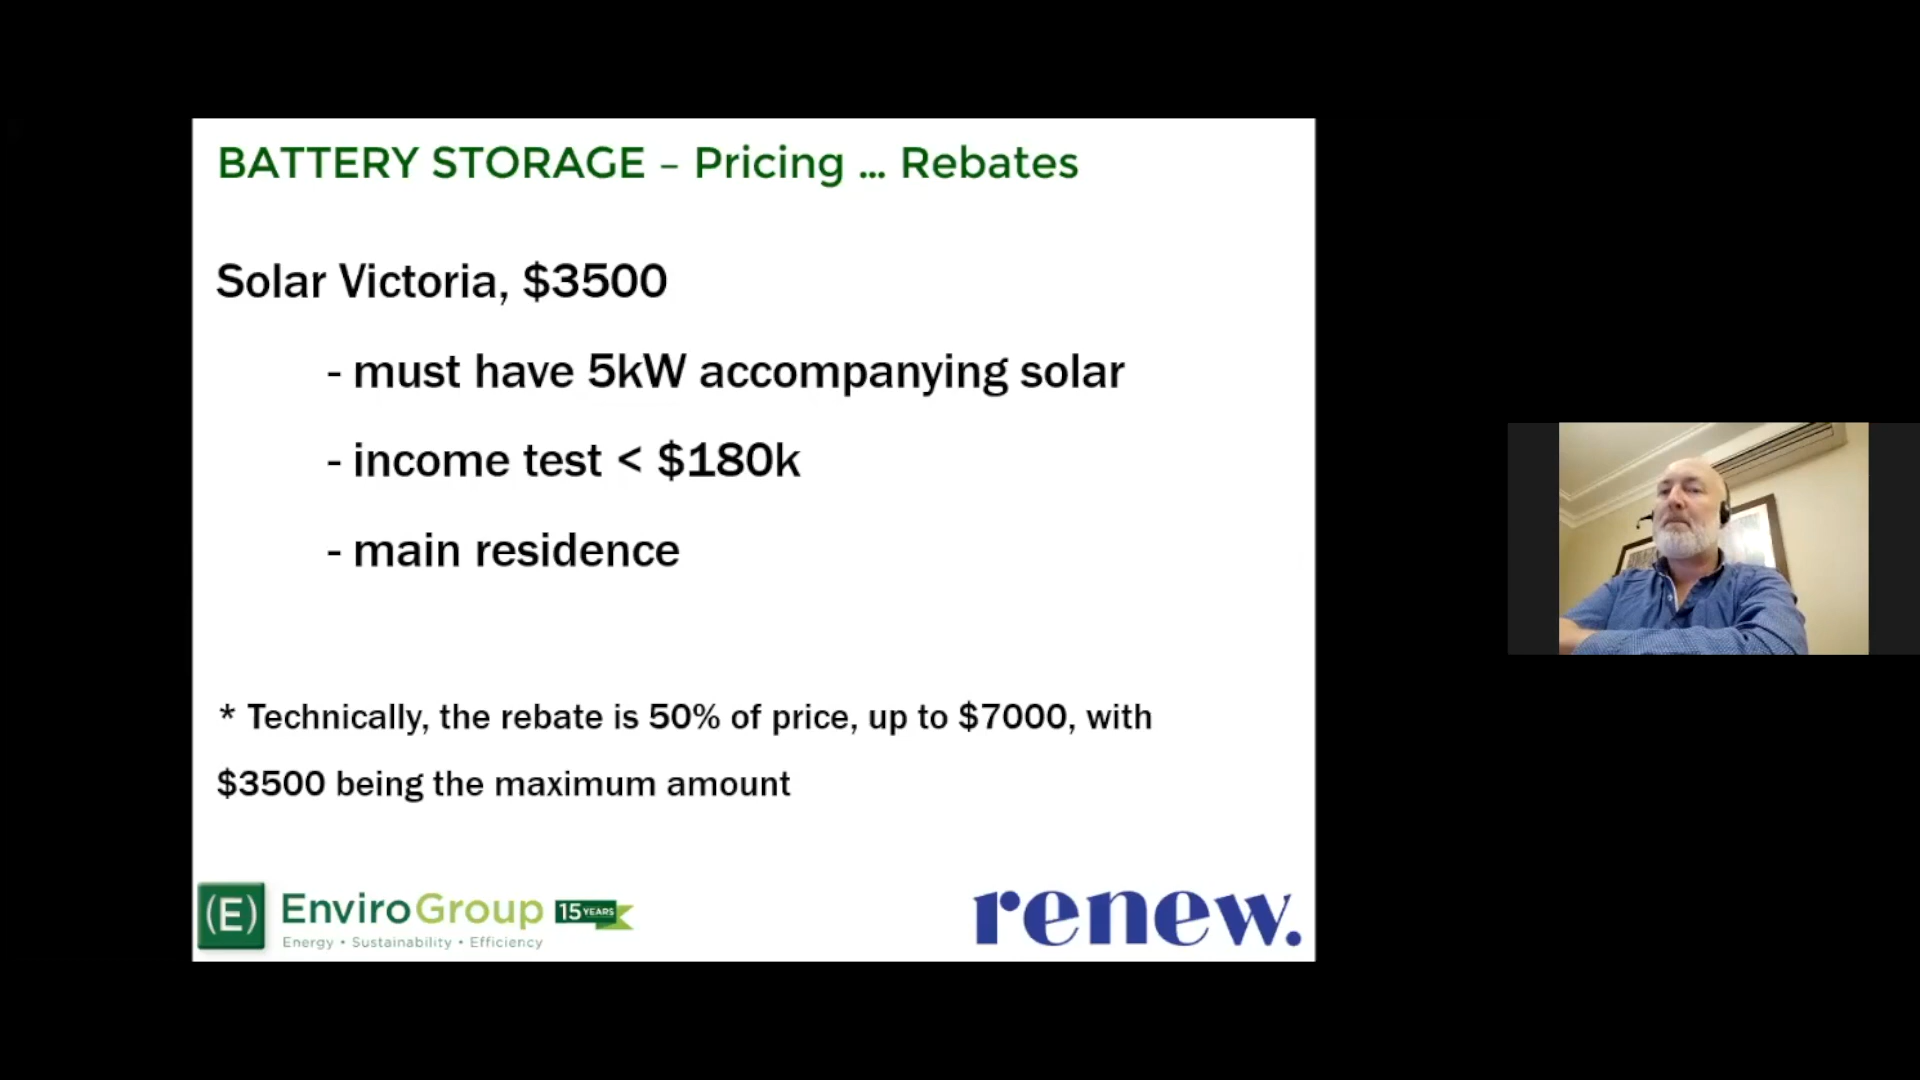 BATTERY STORAGE – Pricing ... Rebates
Solar Victoria, $3500
- must have 5kW accompanying solar
- income test < $180k
- main residence
* Technically, the rebate is 50% of price, up to $7000, with
$3500 being the maximum amount
(E) EnviroGroup 15 YEARS
Energy • Sustainability • Efficiency
renew.